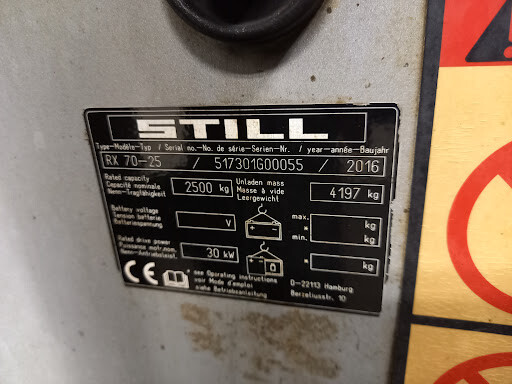 STILL
Type-Modèle-Typ / Serial no.-No. de série-Serien-Nr. / year-année-Baujahr
RX 70-25 / 517301G00055 / 2016
Rated capacity
Capacité nominale
Nenn-Tragfähigkeit
2500 kg
Unladen mass
Masse à vide
Leergewicht
4197 kg
Battery voltage
Tension batterie
Batteriespannung
V
max. kg
*
min. kg
Rated drive power
Puissance motr.nom.
Nenn-Antriebsleist.
30 kW
* kg
CE
* see Operating instructions
voir Mode d'emploi
siehe Betriebsanleitung
D-22113 Hamburg
Berzeliusstr. 10